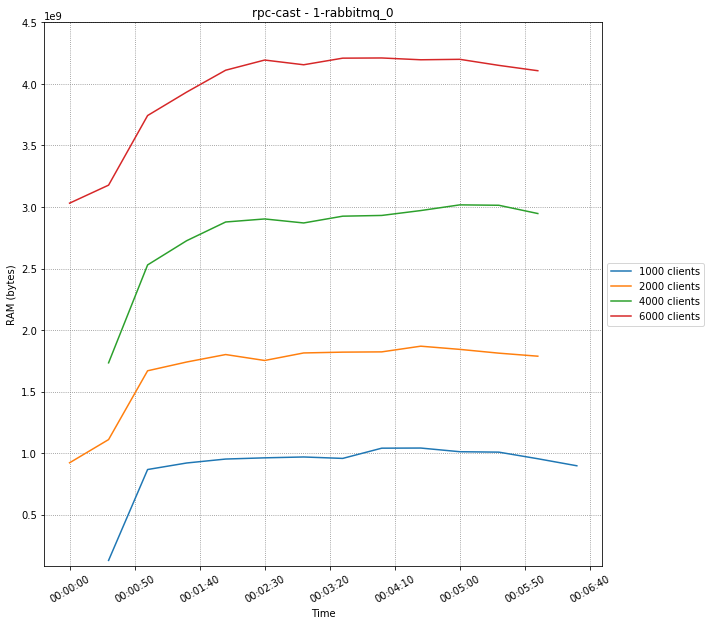 rpc-cast - 1-rabbitmq_0
1e9
4.5
4.0
3.5
3.0
2.5
2.0
1.5
1.0
0.5
RAM (bytes)
1000 clients
2000 clients
4000 clients
6000 clients
00:00:00 00:00:50 00:01:40 00:02:30 00:03:20 00:04:10 00:05:00 00:05:50 00:06:40
Time